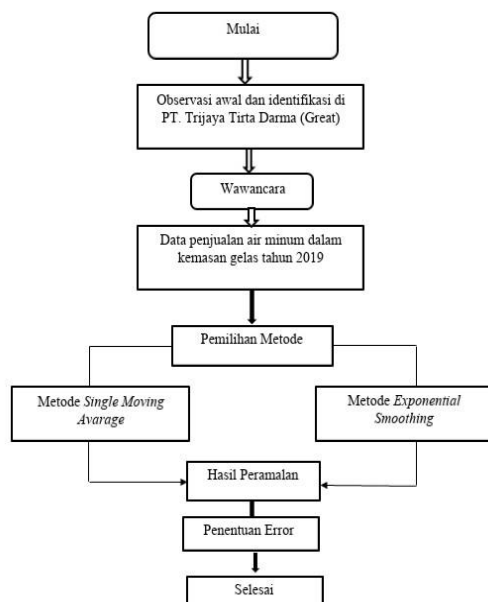 Mulai
Observasi awal dan identifikasi di
PT. Trijaya Tirta Darma (Great)
Wawancara
Data penjualan air minum dalam
kemasan gelas tahun 2019
Pemilihan Metode
Metode Single Moving
Avarage
Metode Exponential
Smoothing
Hasil Peramalan
Penentuan Error
Selesai